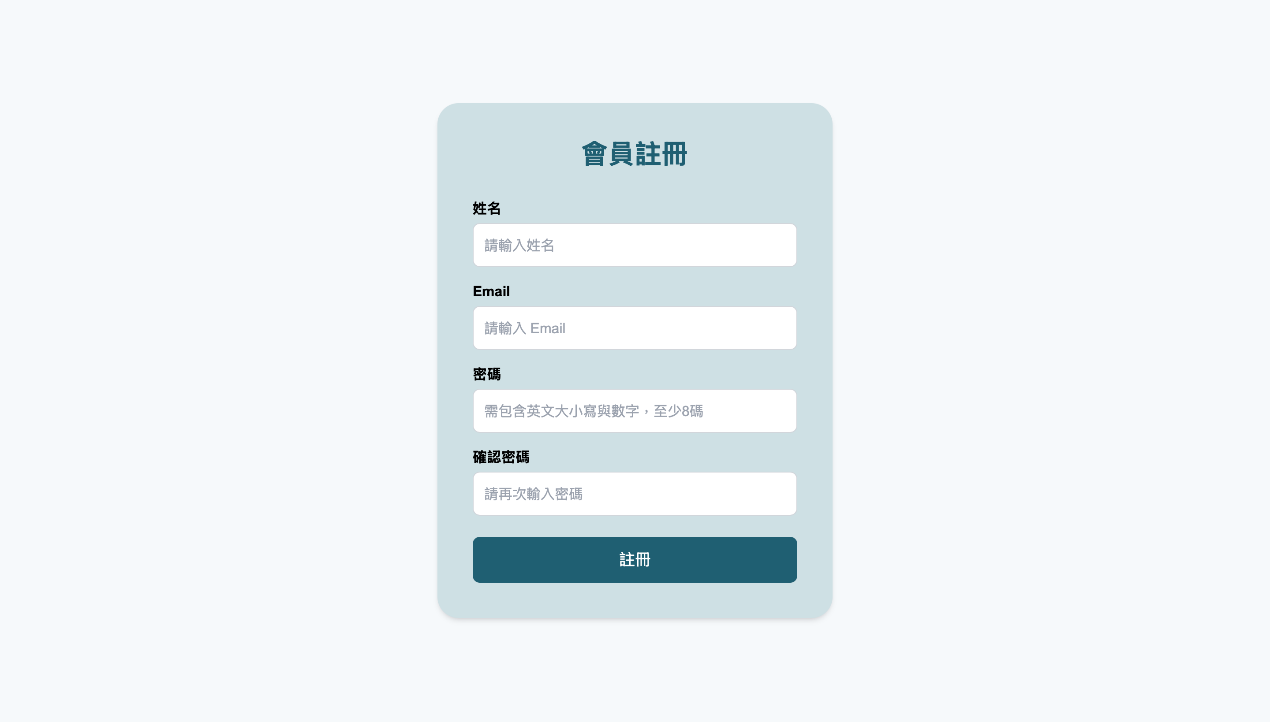 會員註冊
姓名
請輸入姓名
Email
請輸入 Email
密碼
需包含英文大小寫與數字，至少8碼
確認密碼
請再次輸入密碼
註冊